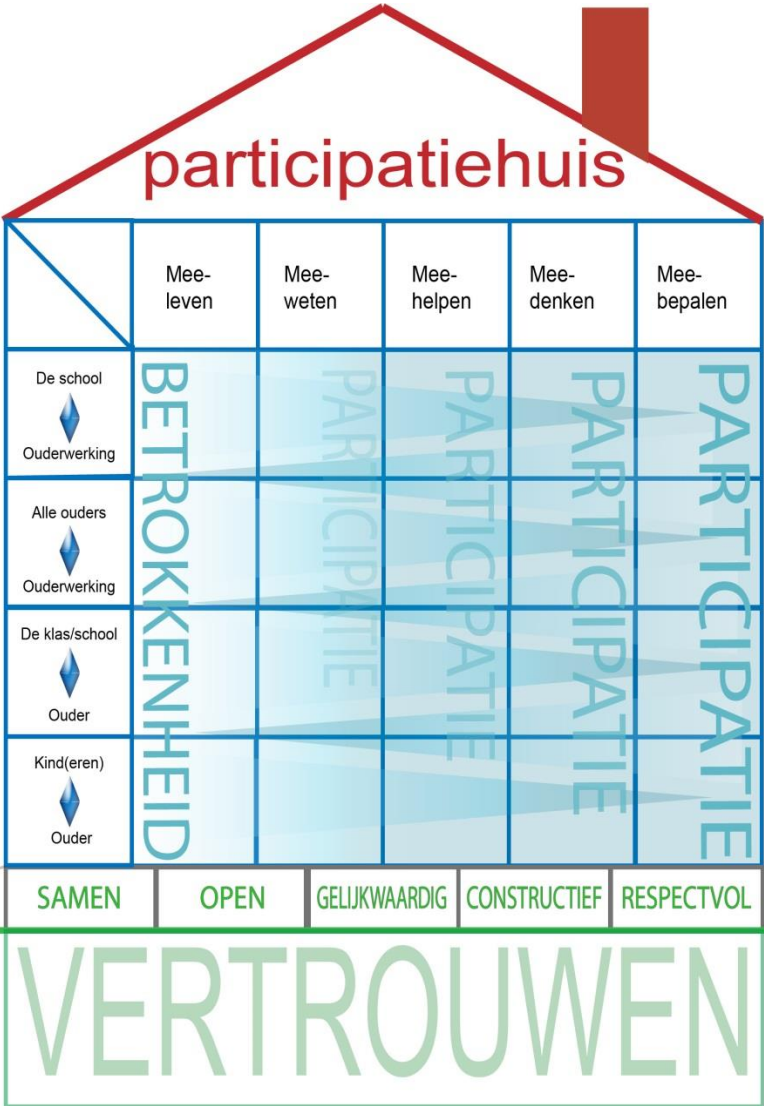 participatiehuis
Mee-
leven
Mee-
weten
Mee-
helpen
Mee-
denken
Mee-
bepalen
De school
Ouderwerking
Alle ouders
Ouderwerking
De klas/school
Ouder
Kind(eren)
Ouder
BETROKKENHEID
PARTICIPATIE
PARTICIPATIE
PARTICIPATIE
PARTICIPATIE
SAMEN
OPEN
GELIJKWAARDIG
CONSTRUCTIEF
RESPECTVOL
VERTROUWEN